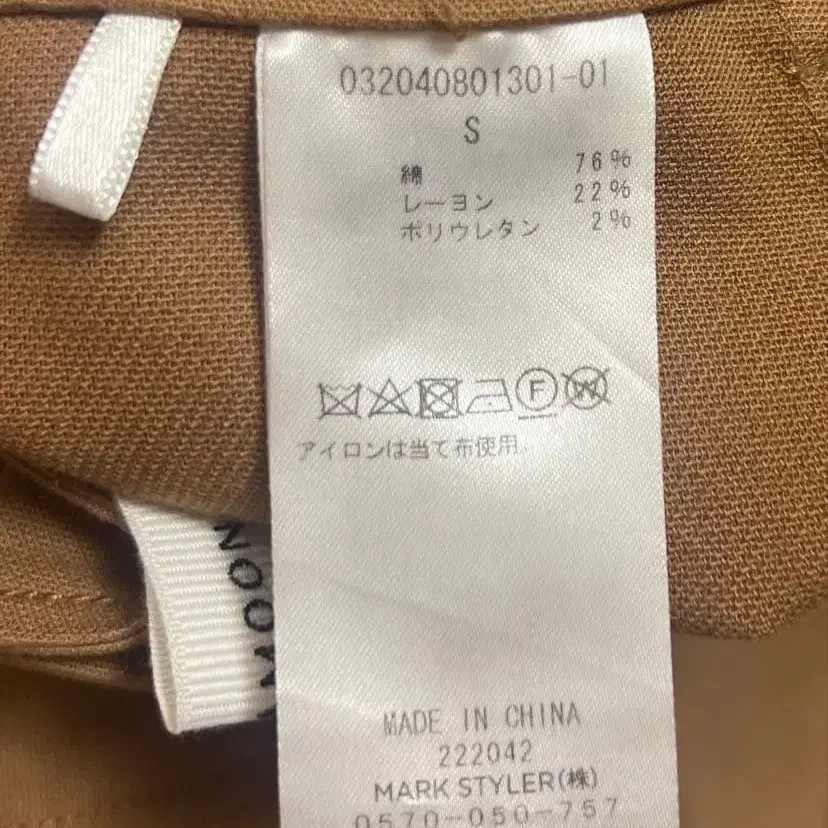 032040801301-01
S
綿 76%
レーヨン 22%
ポリウレタン 2%
F W
アイロンは当て布使用.
MOON
MADE IN CHINA
222042
MARK STYLER(株)
0570-050-757